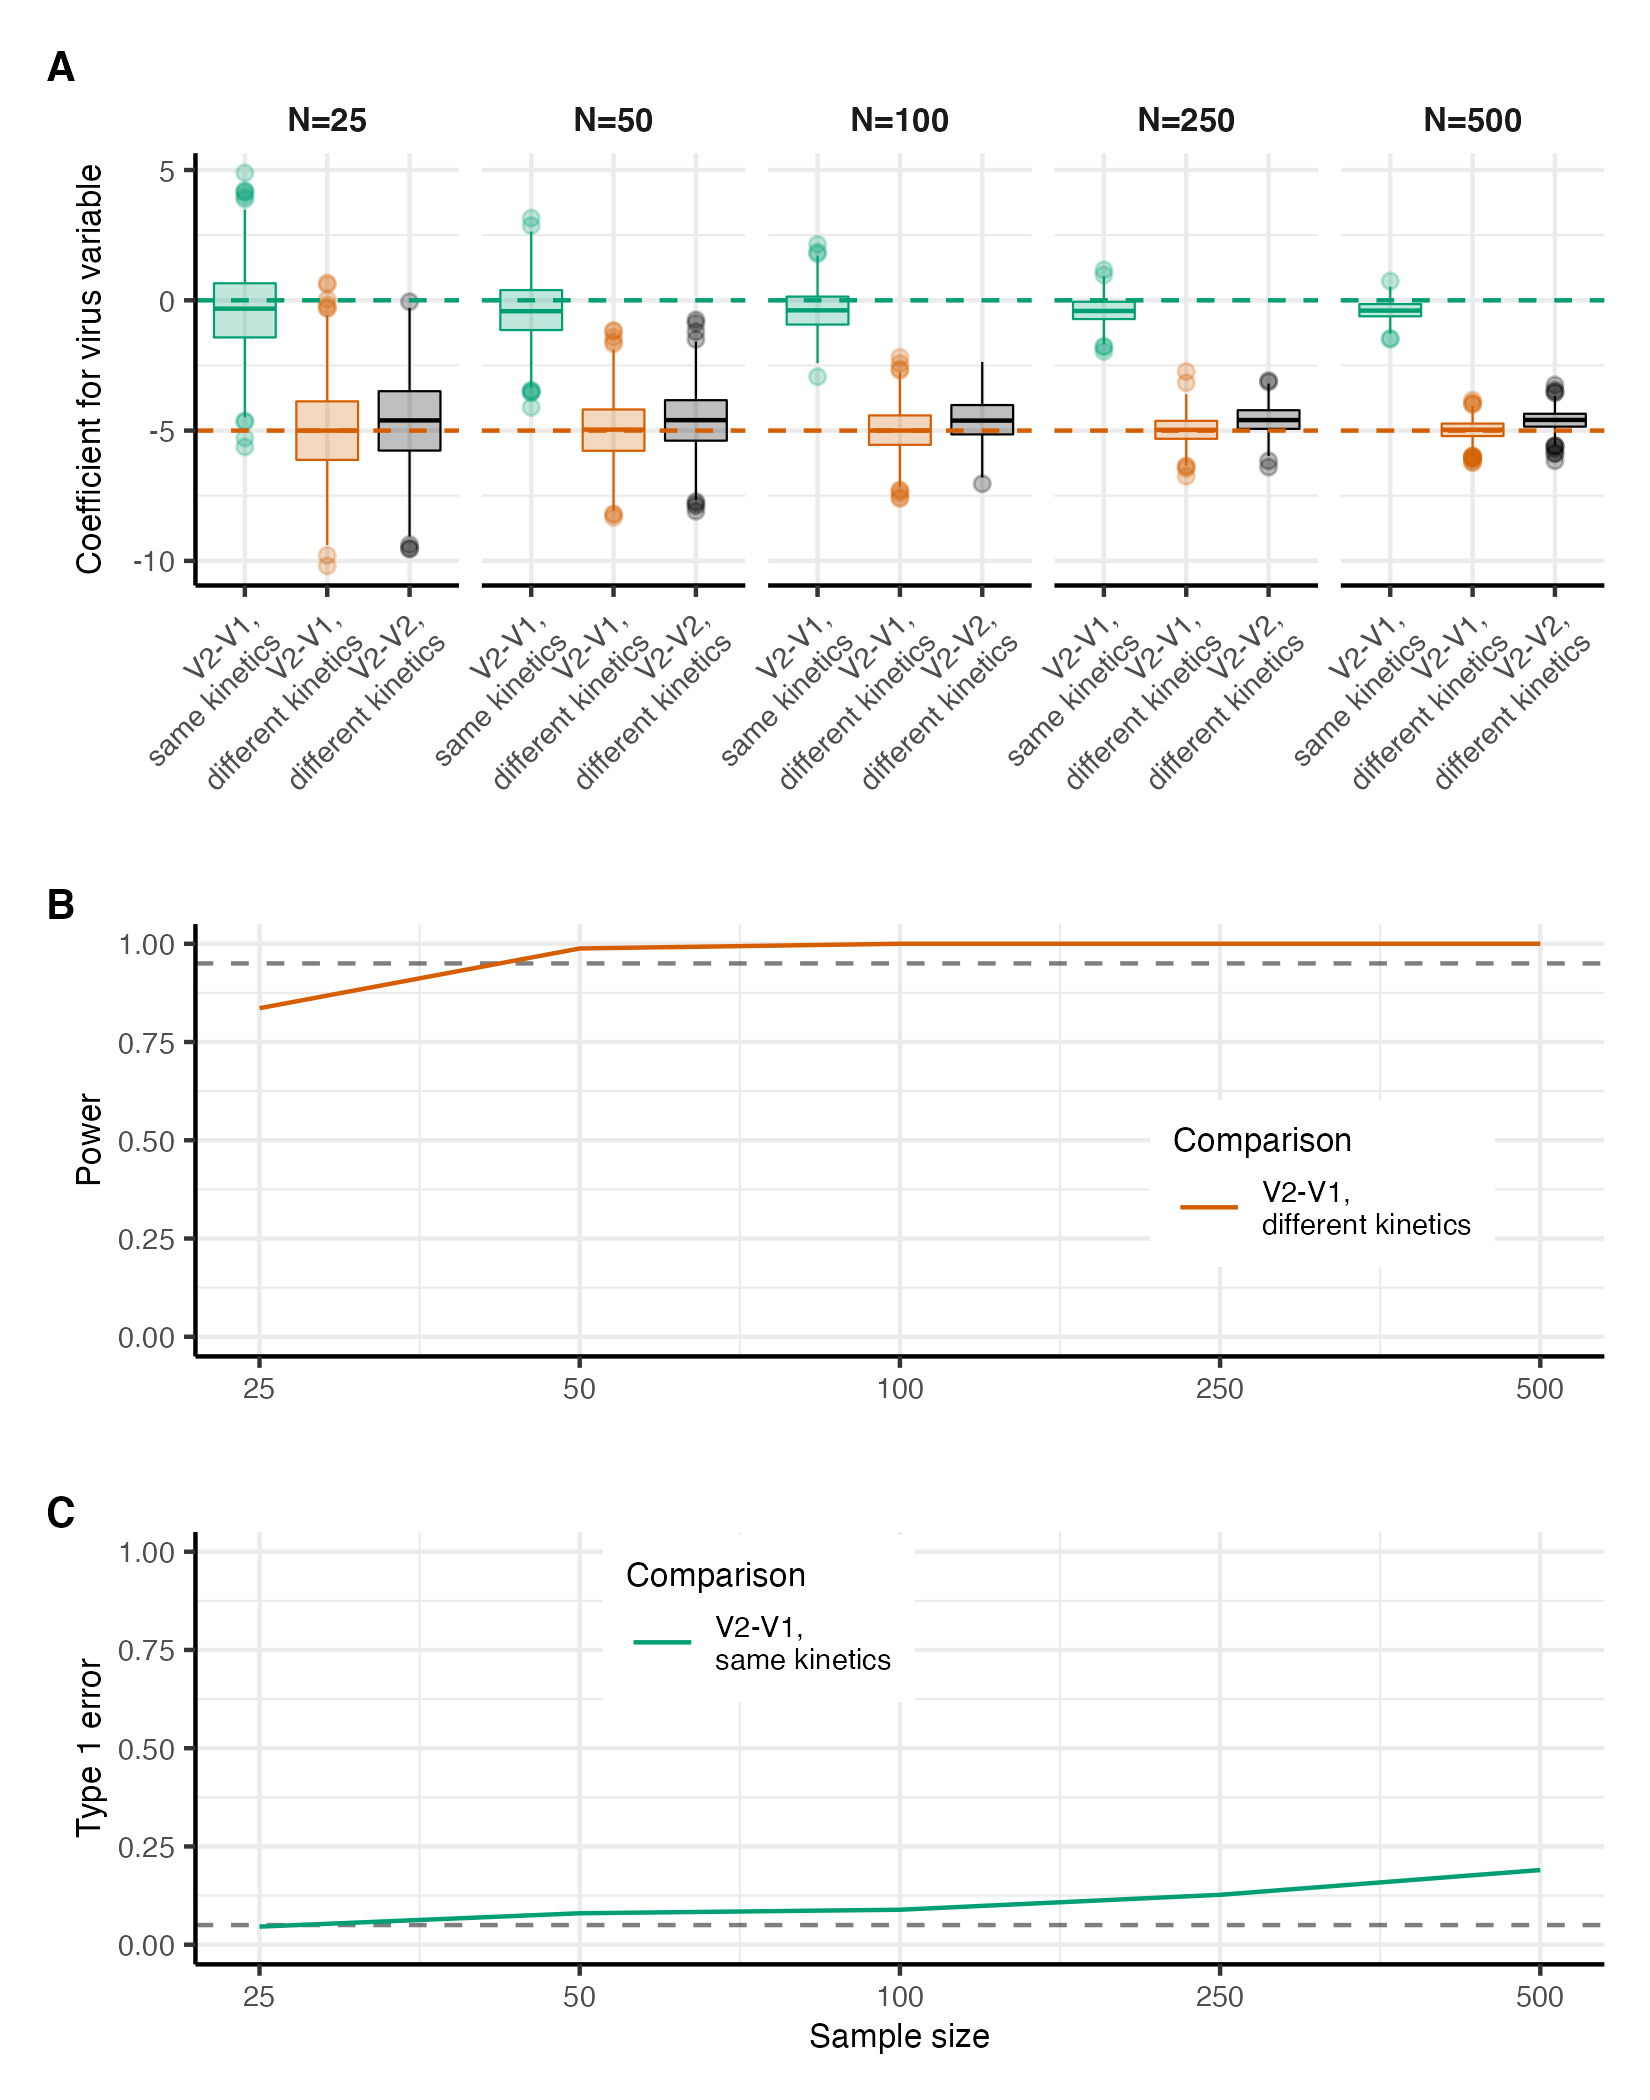 A
N=25 N=50 N=100 N=250 N=500
Coefficient for virus variable
5
0
-5
-10
V2-V1,
same kinetics
V2-V1,
different kinetics
V2-V2,
different kinetics
V2-V1,
same kinetics
V2-V1,
different kinetics
V2-V2,
different kinetics
V2-V1,
same kinetics
V2-V1,
different kinetics
V2-V2,
different kinetics
V2-V1,
same kinetics
V2-V1,
different kinetics
V2-V2,
different kinetics
V2-V1,
same kinetics
V2-V1,
different kinetics
V2-V2,
different kinetics
B
Power
1.00
0.75
0.50
0.25
0.00
Comparison
V2-V1,
different kinetics
25 50 100 250 500
C
Type 1 error
1.00
0.75
0.50
0.25
0.00
Comparison
V2-V1,
same kinetics
25 50 100 250 500
Sample size